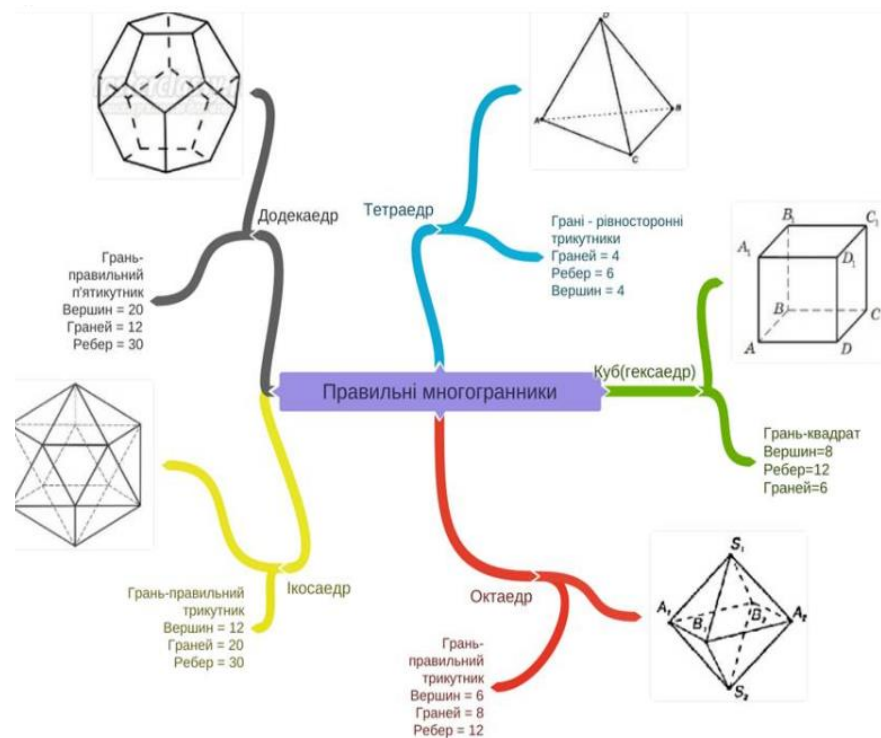 Правильні многогранники
Додекаедр
Грань-
правильний
п'ятикутник
Вершин = 20
Граней = 12
Ребер = 30
Тетраедр
Грані - рівносторонні
трикутники
Граней = 4
Ребер = 6
Вершин = 4
D
A
B
C
Куб(гексаедр)
Грань-квадрат
Вершин=8
Ребер=12
Граней=6
B₁
C₁
A₁
D₁
B
C
A
D
Ікосаедр
Грань-правильний
трикутник
Вершин = 12
Граней = 20
Ребер = 30
Октаедр
Грань-
правильний
трикутник
Вершин = 6
Граней = 8
Ребер = 12
S₁
A₁
B₁
B₂
A₂
S₂